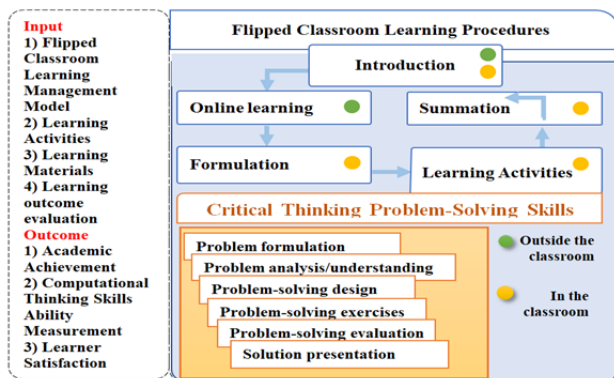 Input
1) Flipped
Classroom
Learning
Management
Model
2) Learning
Activities
3) Learning
Materials
4) Learning
outcome
evaluation
Outcome
1) Academic
Achievement
2) Computational
Thinking Skills
Ability
Measurement
3) Learner
Satisfaction
Flipped Classroom Learning Procedures
Introduction
Online learning
Summation
Formulation
Learning Activities
Critical Thinking Problem-Solving Skills
Problem formulation
Problem analysis/understanding
Problem-solving design
Problem-solving exercises
Problem-solving evaluation
Solution presentation
Outside the
classroom
In the
classroom